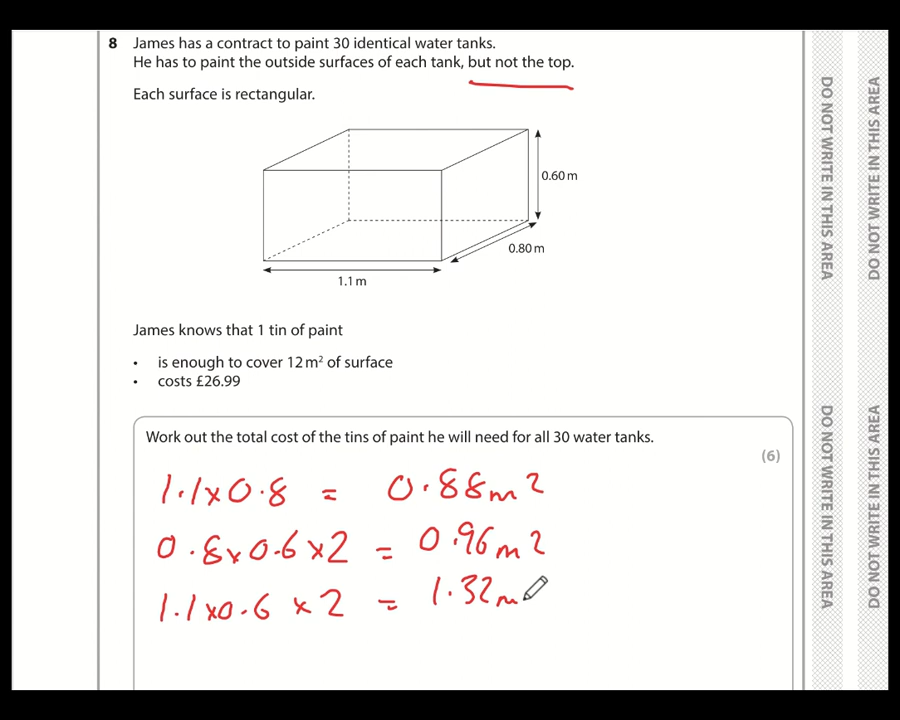 8 James has a contract to paint 30 identical water tanks.
He has to paint the outside surfaces of each tank, but not the top.
Each surface is rectangular.
0.60 m
0.80 m
1.1 m
James knows that 1 tin of paint
• is enough to cover 12 m² of surface
• costs £26.99
Work out the total cost of the tins of paint he will need for all 30 water tanks.
(6)
1.1 x 0.8 = 0.88m²
0.8 x 0.6 x 2 = 0.96m²
1.1 x 0.6 x 2 = 1.32m
DO NOT WRITE IN THIS AREA
DO NOT WRITE IN THIS AREA
DO NOT WRITE IN THIS AREA
DO NOT WRITE IN THIS AREA